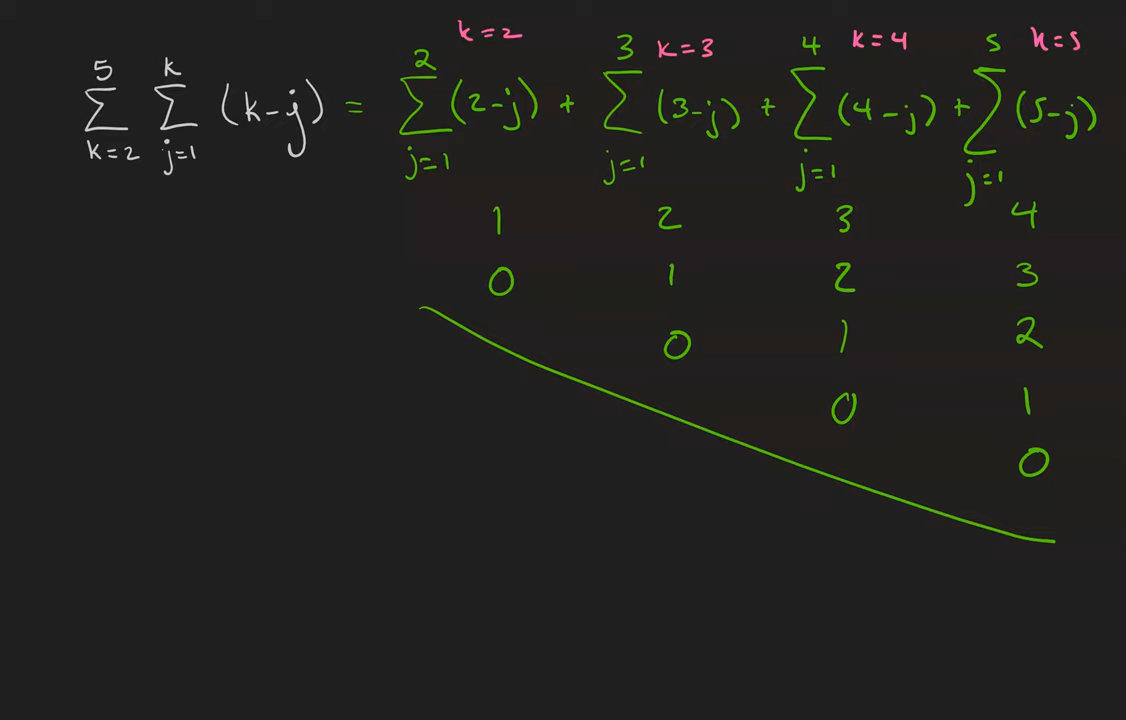 k=2 k=3 k=4 k=5
5 k 2 3 4 5
∑ ∑ (k-j) = ∑ (2-j) + ∑ (3-j) + ∑ (4-j) + ∑ (5-j)
k=2 j=1 j=1 j=1 j=1 j=1
1 2 3 4
0 1 2 3
0 1 2
0 1
0